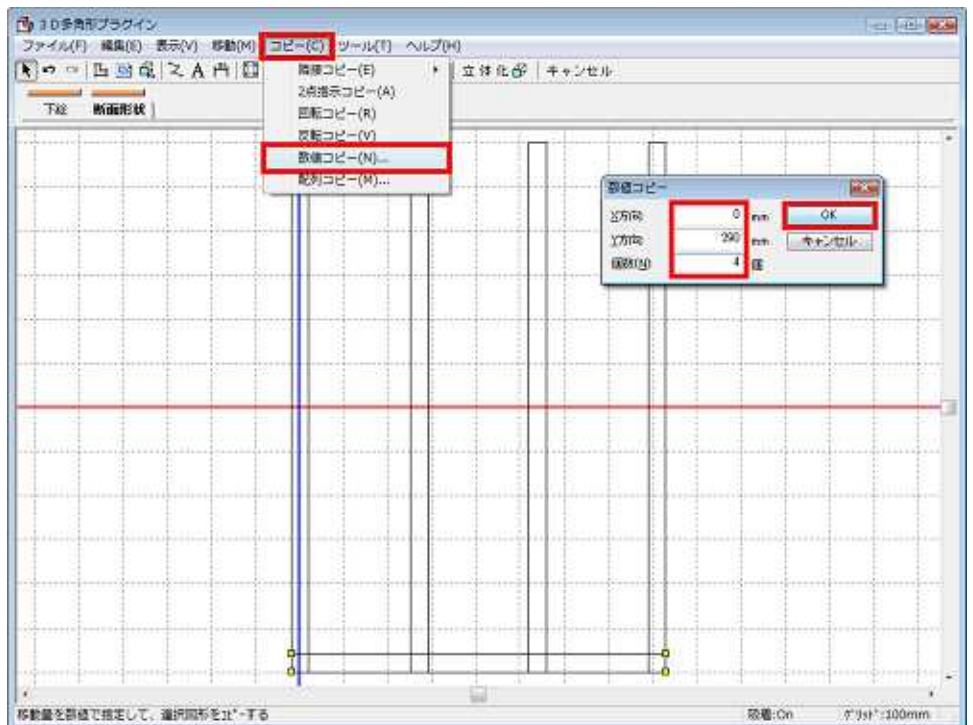 3D多角形プラグイン
ファイル(F) 編集(E) 表示(V) 移動(M) コピー(C) ツール(T) ヘルプ(H)
立体化 キャンセル
下絵 断面形状
隣接コピー(E)
2点指示コピー(A)
回転コピー(R)
反転コピー(V)
数値コピー(N)...
配列コピー(M)...
数値コピー
X方向 0 mm OK
Y方向 290 mm キャンセル
個数(N) 4 個
移動量を数値で指定して、選択図形をコピーする
吸着:On グリッド:100mm